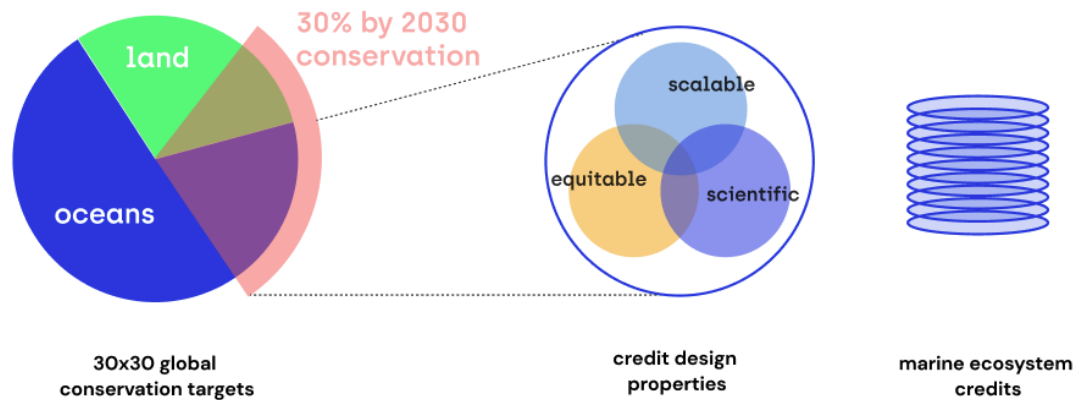 30% by 2030
conservation
land
oceans
scalable
equitable
scientific
30x30 global
conservation targets
credit design
properties
marine ecosystem
credits